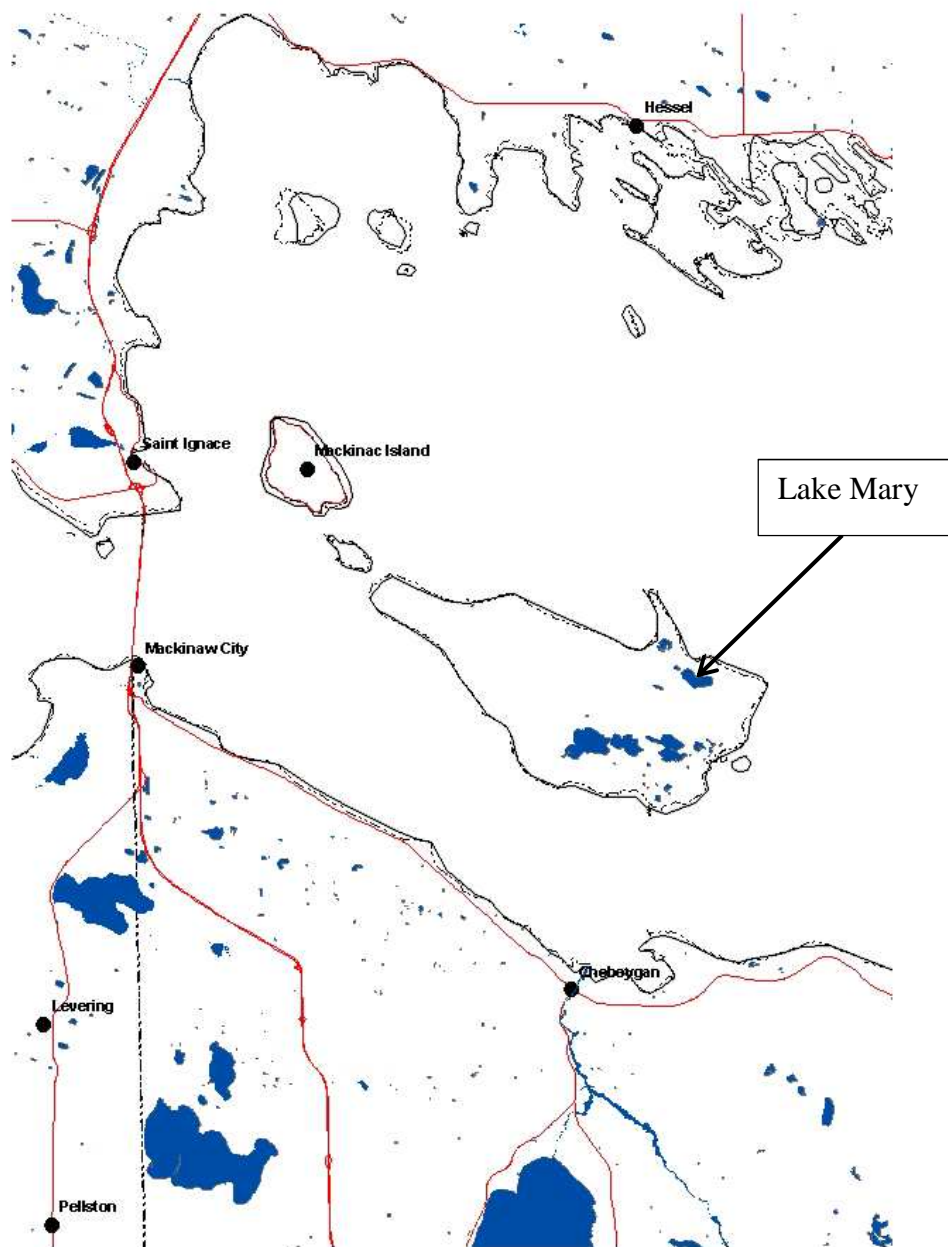 Hessel
Saint Ignace
Mackinac Island
Lake Mary
Mackinaw City
Cheboygan
Levering
Pellston